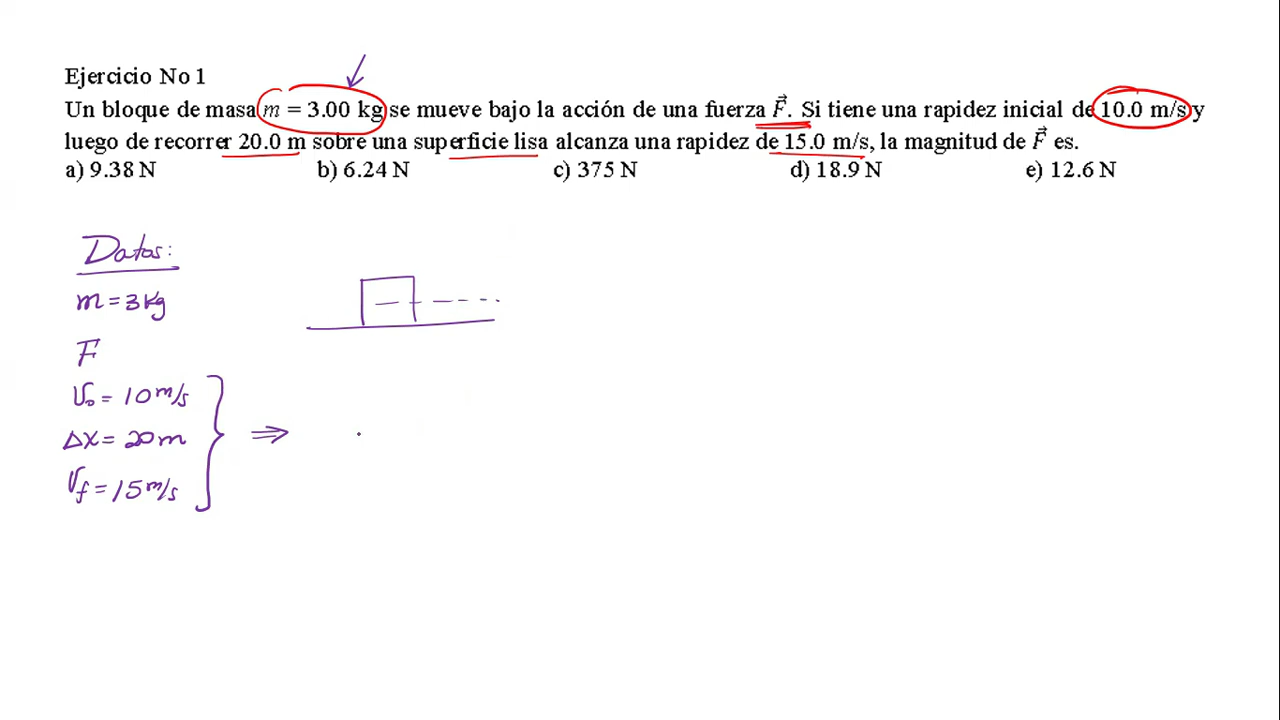 Ejercicio No 1
Un bloque de masa m = 3.00 kg se mueve bajo la acción de una fuerza F⃗. Si tiene una rapidez inicial de 10.0 m/s y
luego de recorrer 20.0 m sobre una superficie lisa alcanza una rapidez de 15.0 m/s, la magnitud de F⃗ es.
a) 9.38 N b) 6.24 N c) 375 N d) 18.9 N e) 12.6 N
Datos:
m = 3 Kg
F
V₀ = 10 m/s
Δx = 20 m
V_f = 15 m/s
⇒